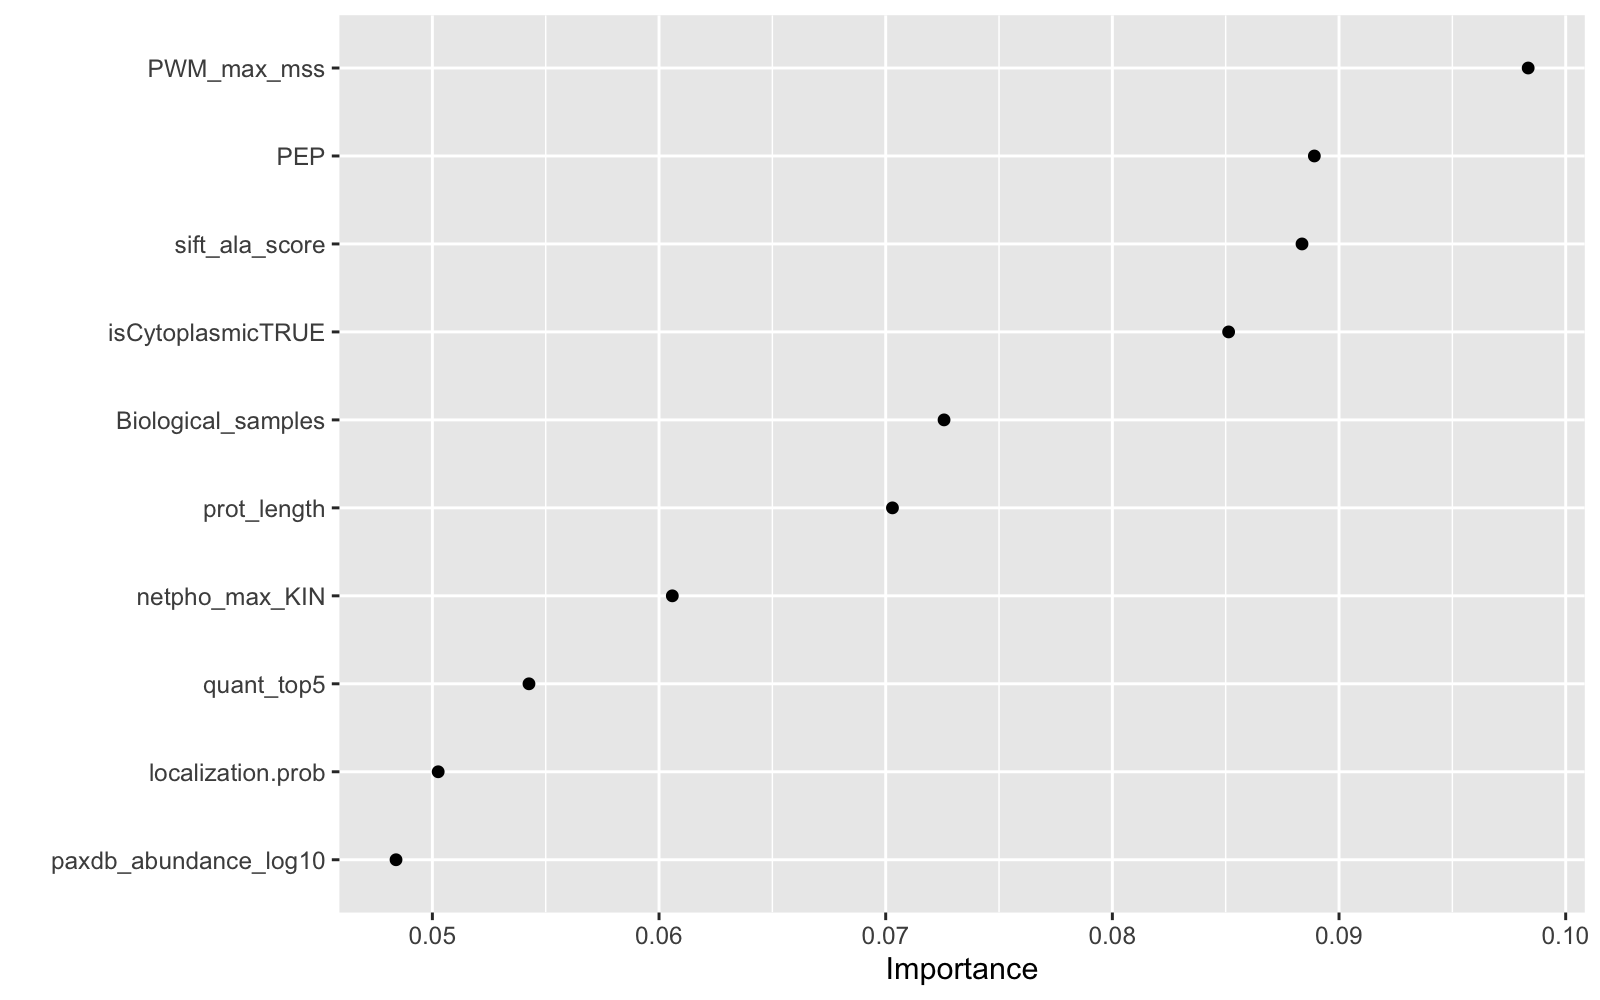 PWM_max_mss
PEP
sift_ala_score
isCytoplasmicTRUE
Biological_samples
prot_length
netpho_max_KIN
quant_top5
localization.prob
paxdb_abundance_log10
0.05 0.06 0.07 0.08 0.09 0.10
Importance